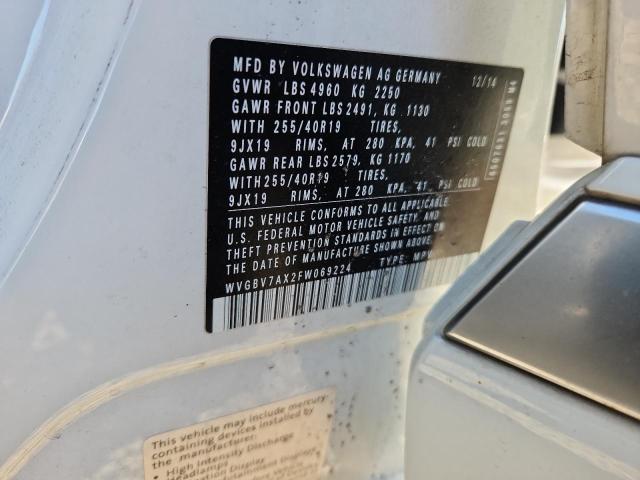 MFD BY VOLKSWAGEN AG GERMANY 12/14
GVWR LBS 4960 KG 2250
GAWR FRONT LBS 2491, KG 1130
WITH 255/40R19 TIRES,
9JX19 RIMS, AT 280 KPA, 41 PSI COLD
GAWR REAR LBS 2579, KG 1170
WITH 255/40R19 TIRES,
9JX19 RIMS, AT 280 KPA, 41 PSI COLD
THIS VEHICLE CONFORMS TO ALL APPLICABLE
U.S. FEDERAL MOTOR VEHICLE SAFETY, AND
THEFT PREVENTION STANDARDS IN EFFECT ON
THE DATE OF MANUFACTURE SHOWN ABOVE.
WVGBV7AX2FW069224 TYPE: MPV
This vehicle may include mercury
containing devices installed by
the manufacturer:
• High Intensity Discharge
Headlamps